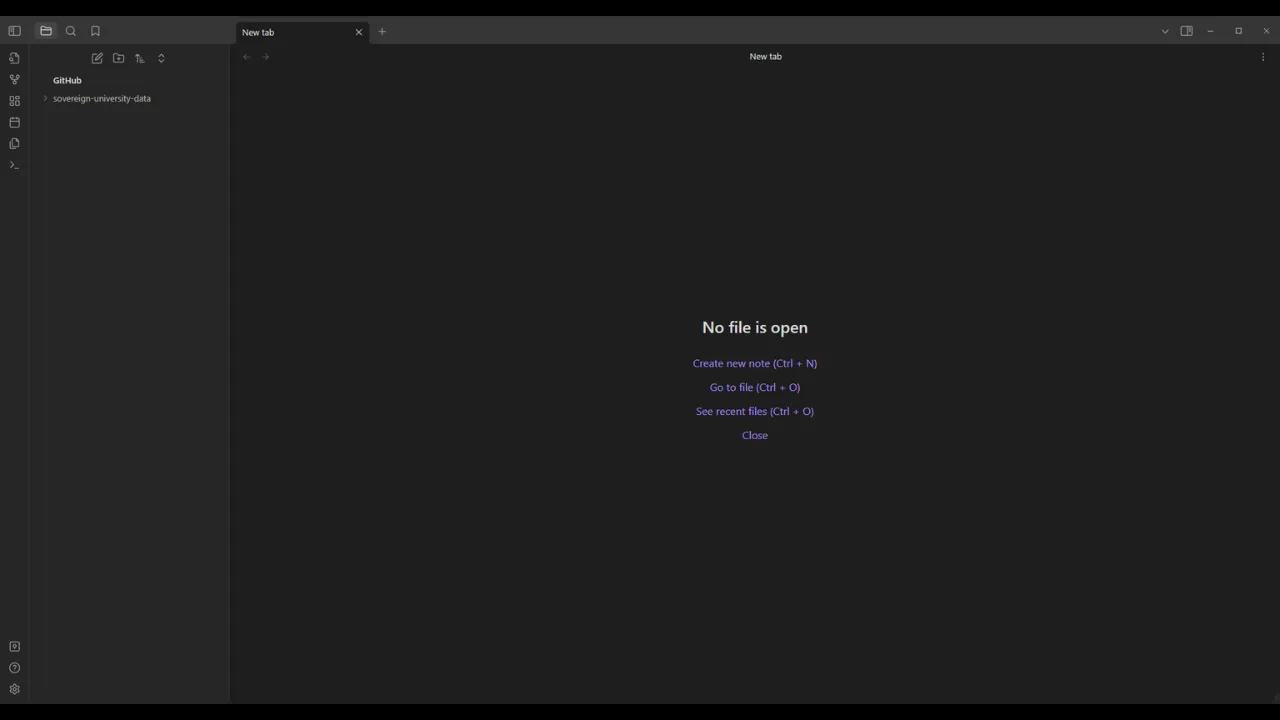 New tab
New tab
GitHub
sovereign-university-data
No file is open
Create new note (Ctrl + N)
Go to file (Ctrl + O)
See recent files (Ctrl + O)
Close